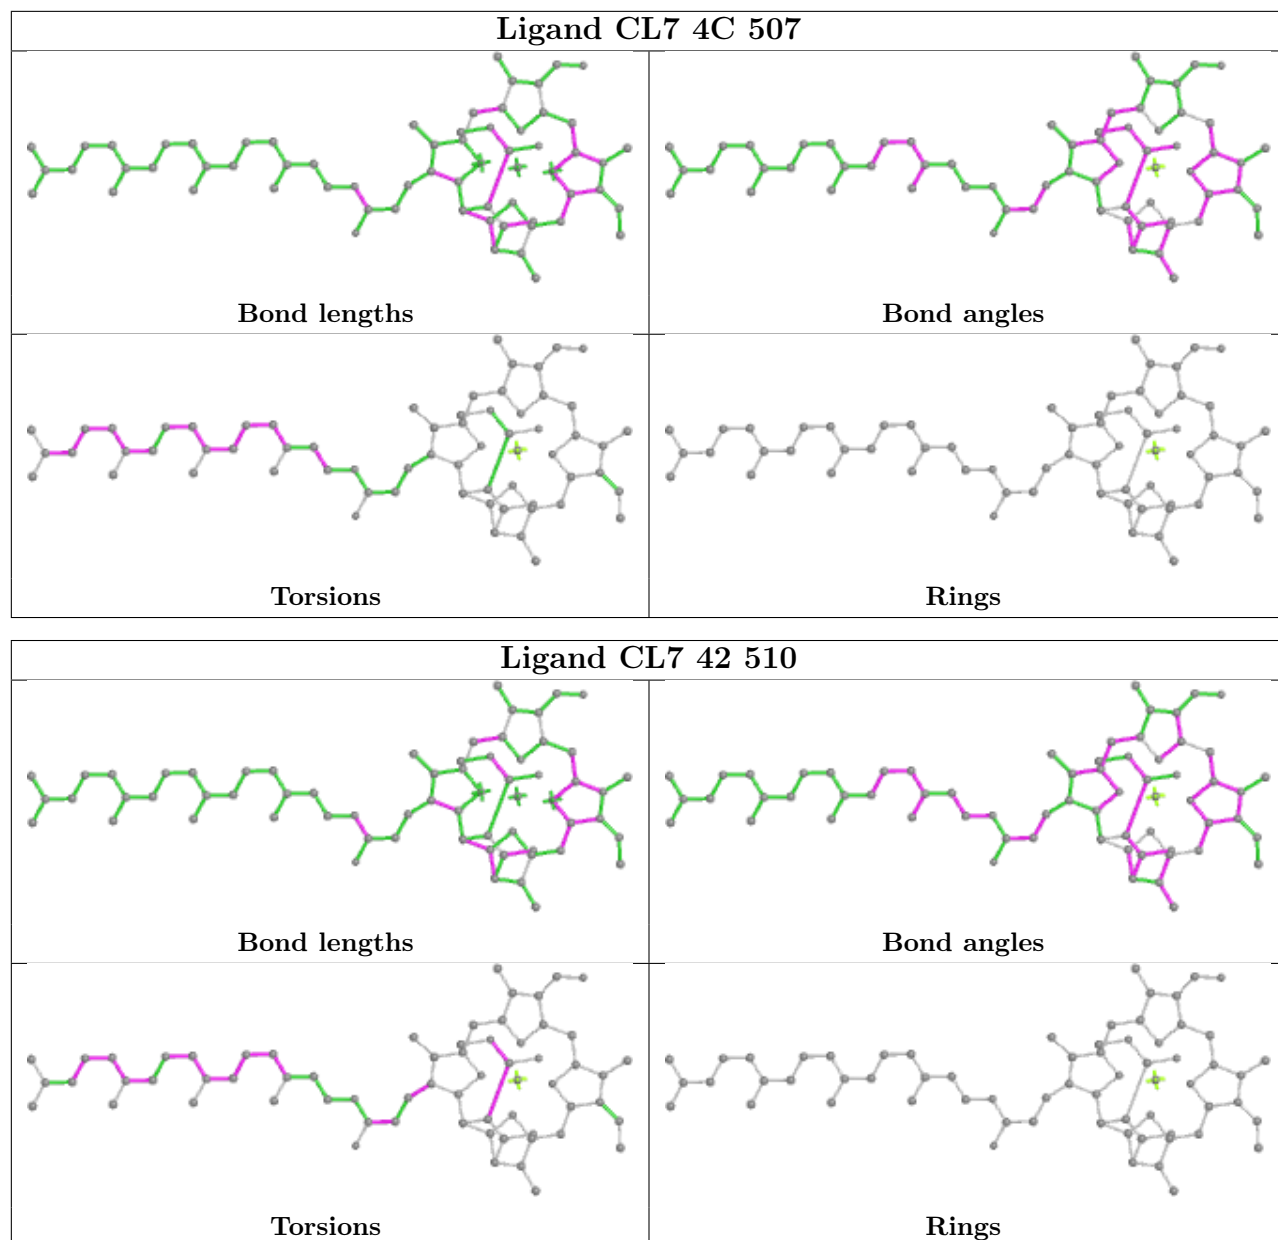 Ligand CL7 4C 507
Bond lengths
Bond angles
Torsions
Rings
Ligand CL7 42 510
Bond lengths
Bond angles
Torsions
Rings